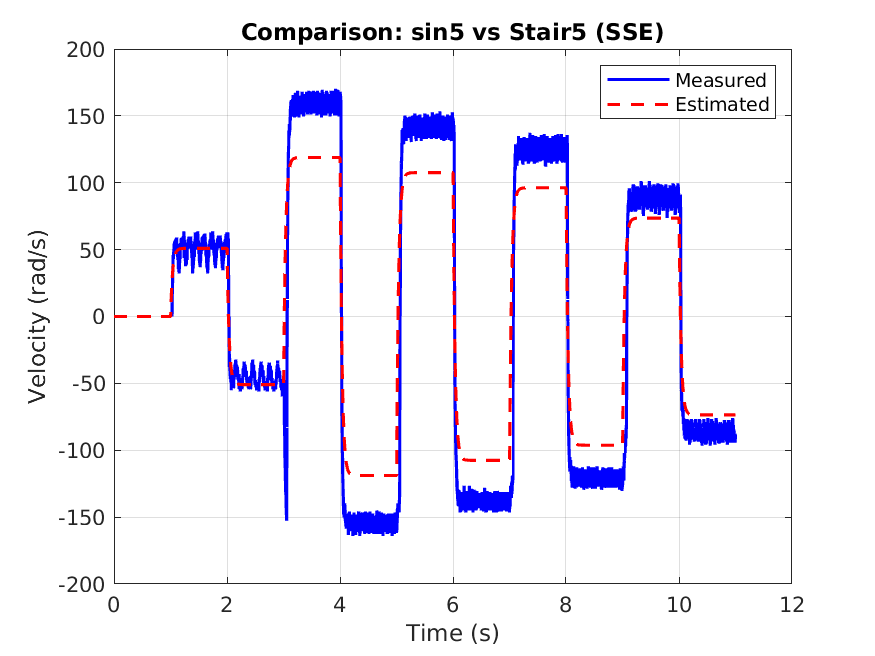 Comparison: sin5 vs Stair5 (SSE)
Measured
Estimated
Velocity (rad/s)
200
150
100
50
0
-50
-100
-150
-200
0 2 4 6 8 10 12
Time (s)